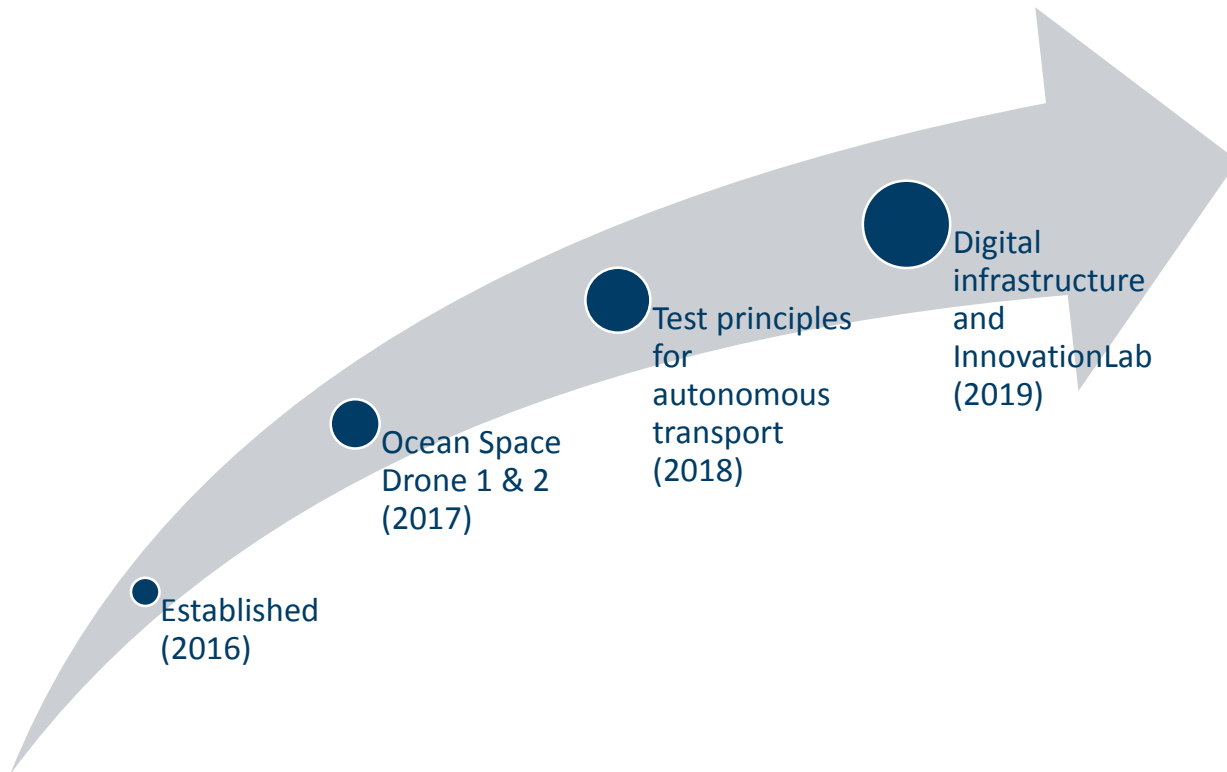 Established
(2016)
Ocean Space
Drone 1 & 2
(2017)
Test principles
for
autonomous
transport
(2018)
Digital
infrastructure
and
InnovationLab
(2019)